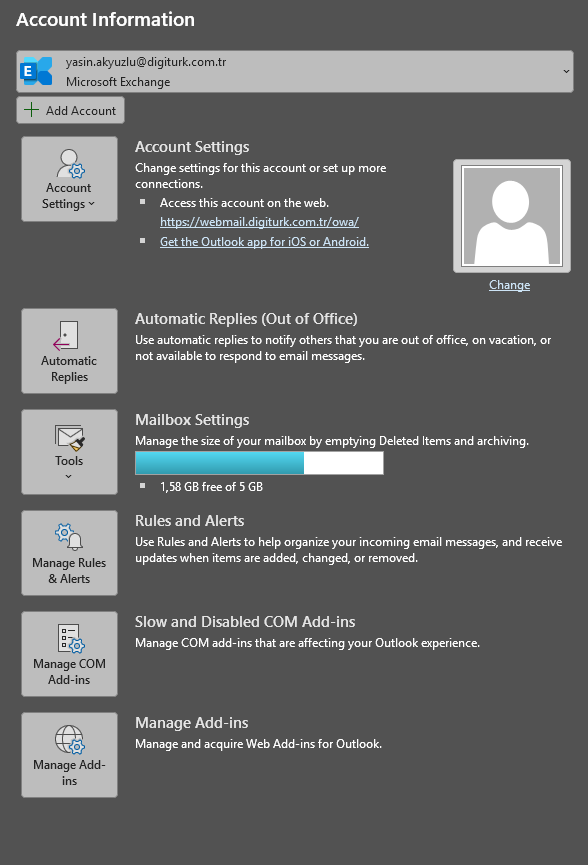 Account Information
yasin.akyuzlu@digiturk.com.tr
Microsoft Exchange
Add Account
Account
Settings
Account Settings
Change settings for this account or set up more
connections.
Access this account on the web.
https://webmail.digiturk.com.tr/owa/
Get the Outlook app for iOS or Android.
Change
Automatic
Replies
Automatic Replies (Out of Office)
Use automatic replies to notify others that you are out of office, on vacation, or
not available to respond to email messages.
Tools
Mailbox Settings
Manage the size of your mailbox by emptying Deleted Items and archiving.
1,58 GB free of 5 GB
Manage Rules
& Alerts
Rules and Alerts
Use Rules and Alerts to help organize your incoming email messages, and receive
updates when items are added, changed, or removed.
Manage COM
Add-ins
Slow and Disabled COM Add-ins
Manage COM add-ins that are affecting your Outlook experience.
Manage Add-
ins
Manage Add-ins
Manage and acquire Web Add-ins for Outlook.